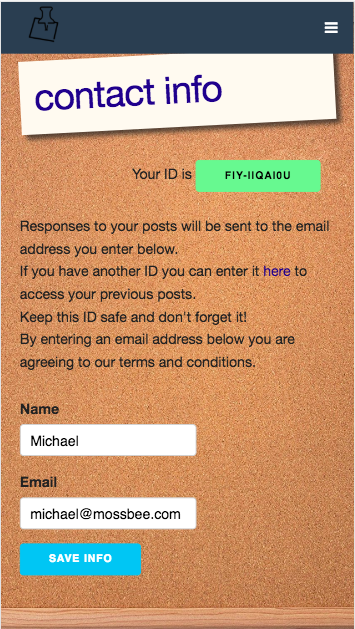 contact info
Your ID is FIY-IIQAI0U
Responses to your posts will be sent to the email
address you enter below.
If you have another ID you can enter it here to
access your previous posts.
Keep this ID safe and don't forget it!
By entering an email address below you are
agreeing to our terms and conditions.
Name
Michael
Email
michael@mossbee.com
SAVE INFO